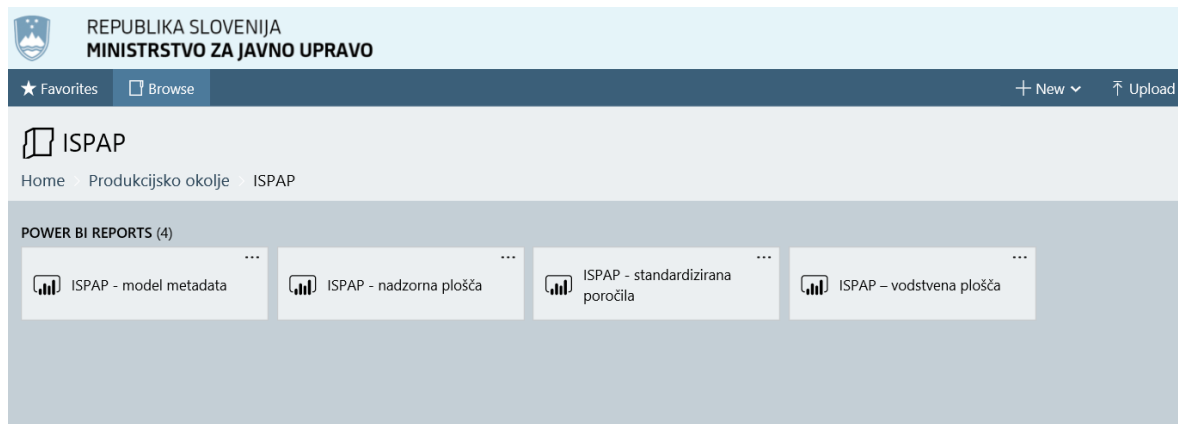 REPUBLIKA SLOVENIJA
MINISTRSTVO ZA JAVNO UPRAVO
Favorites Browse New Upload
ISPAP
Home Produkcijsko okolje ISPAP
POWER BI REPORTS (4)
ISPAP - model metadata
ISPAP - nadzorna plošča
ISPAP - standardizirana
poročila
ISPAP – vodstvena plošča